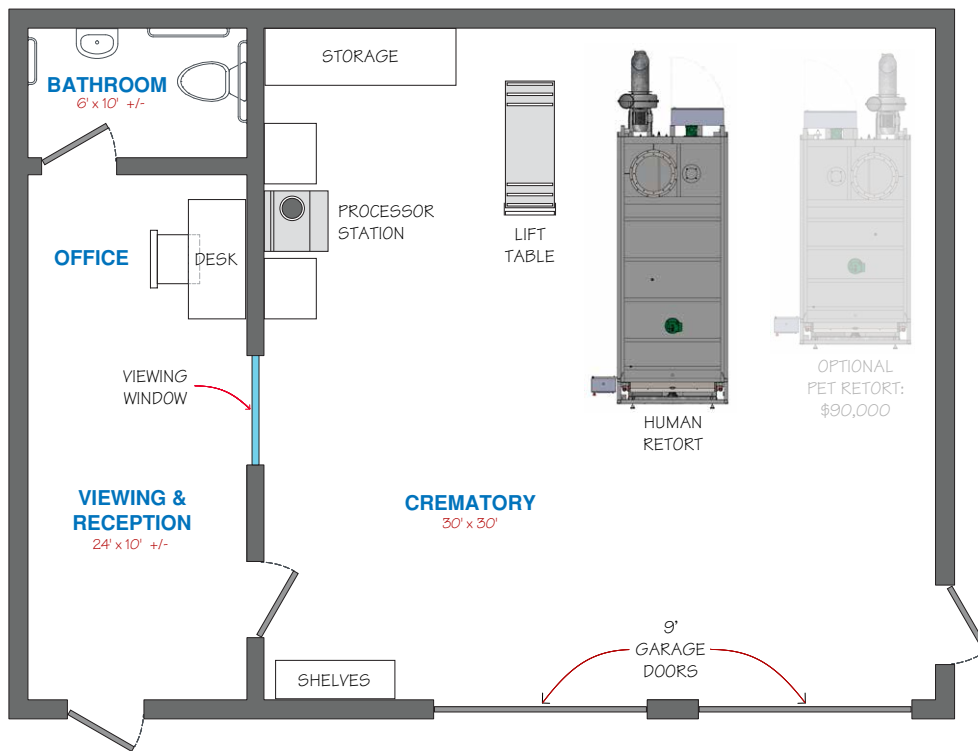 BATHROOM
6' x 10' +/-
STORAGE
PROCESSOR
STATION
LIFT
TABLE
OFFICE
DESK
VIEWING
WINDOW
OPTIONAL
PET RETORT:
$90,000
HUMAN
RETORT
VIEWING &
RECEPTION
24' x 10' +/-
CREMATORY
30' x 30'
9'
GARAGE
DOORS
SHELVES